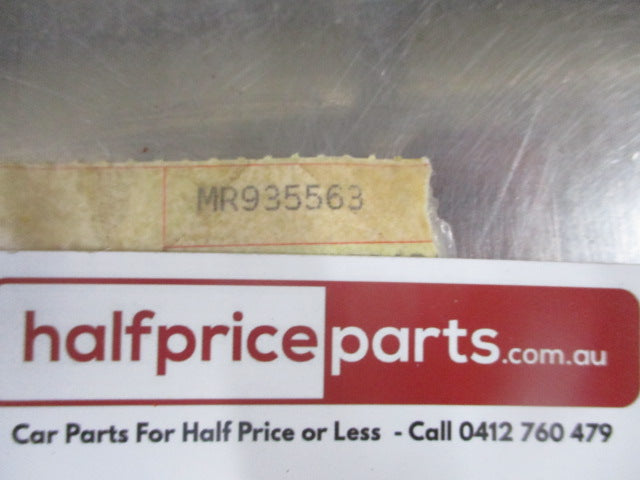 MR935563
halfpriceparts.com.au
Car Parts For Half Price or Less - Call 0412 760 479